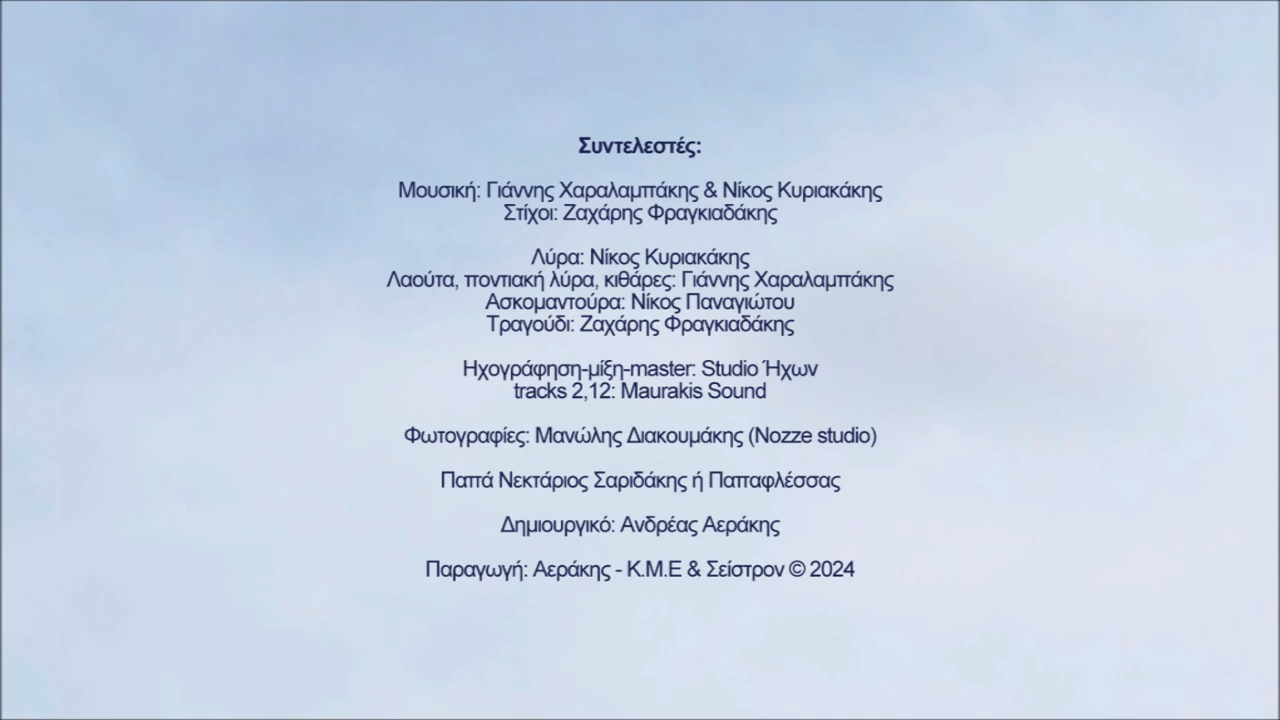 Συντελεστές:
Μουσική: Γιάννης Χαραλαμπάκης & Νίκος Κυριακάκης
Στίχοι: Ζαχάρης Φραγκιαδάκης
Λύρα: Νίκος Κυριακάκης
Λαούτα, ποντιακή λύρα, κιθάρες: Γιάννης Χαραλαμπάκης
Ασκομαντούρα: Νίκος Παναγιώτου
Τραγούδι: Ζαχάρης Φραγκιαδάκης
Ηχογράφηση-μίξη-master: Studio Ήχων
tracks 2,12: Maurakis Sound
Φωτογραφίες: Μανώλης Διακουμάκης (Nozze studio)
Παπά Νεκτάριος Σαριδάκης ή Παπαφλέσσας
Δημιουργικό: Ανδρέας Αεράκης
Παραγωγή: Αεράκης - Κ.Μ.Ε & Σείστρον © 2024